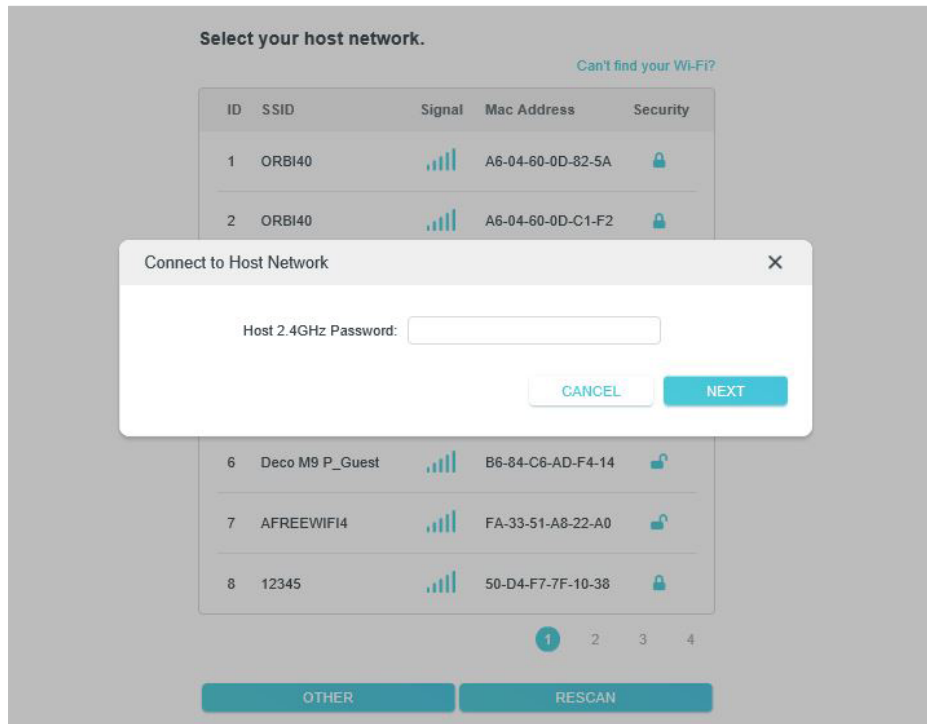 Select your host network.
Can't find your Wi-Fi?
ID SSID Signal Mac Address Security
1 ORBI40 A6-04-60-0D-82-5A
2 ORBI40 A6-04-60-0D-C1-F2
Connect to Host Network
Host 2.4GHz Password:
CANCEL NEXT
6 Deco M9 P_Guest B6-84-C6-AD-F4-14
7 AFREEWIFI4 FA-33-51-A8-22-A0
8 12345 50-D4-F7-7F-10-38
1 2 3 4
OTHER RESCAN